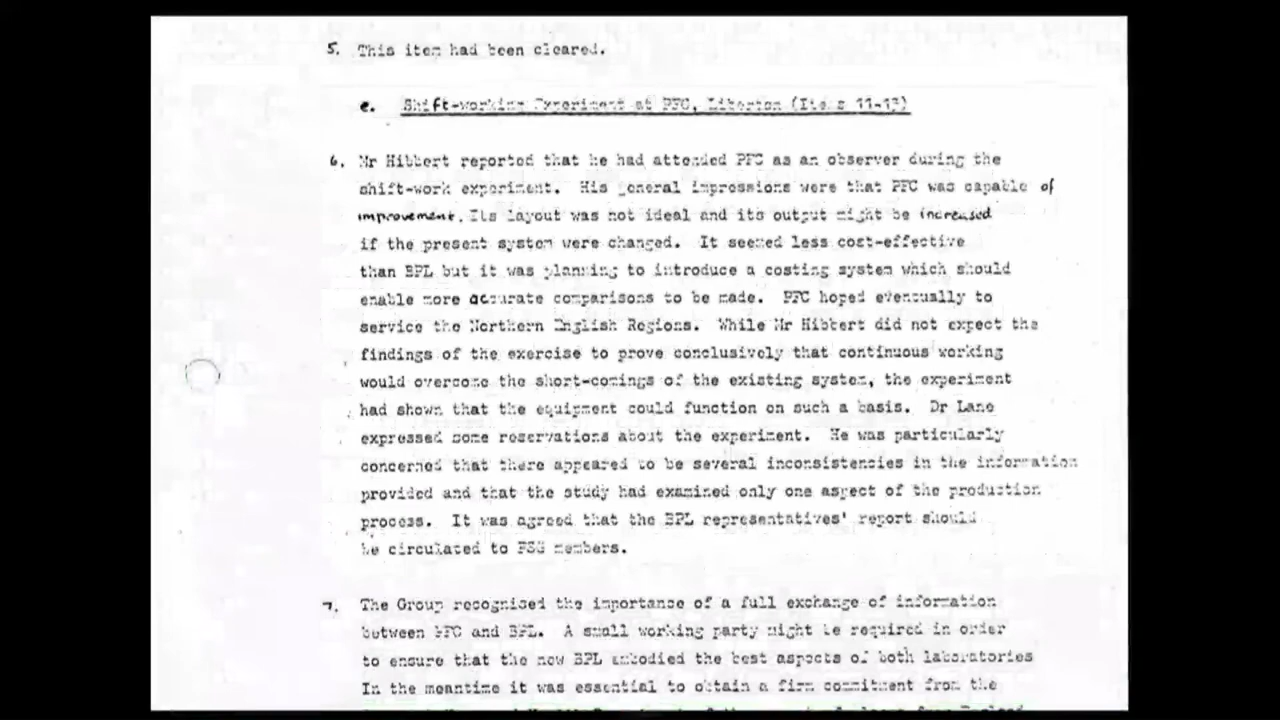 5. This item had been cleared.
e. Shift-working Experiment at PFC, Liberton (Items 11-13)
6. Mr Hibbert reported that he had attended PFC as an observer during the
shift-work experiment. His general impressions were that PFC was capable of
improvement. Its layout was not ideal and its output might be increased
if the present system were changed. It seemed less cost-effective
than BPL but it was planning to introduce a costing system which should
enable more accurate comparisons to be made. PFC hoped eventually to
service the Northern English Regions. While Mr Hibbert did not expect the
findings of the exercise to prove conclusively that continuous working
would overcome the short-comings of the existing system, the experiment
had shown that the equipment could function on such a basis. Dr Lane
expressed some reservations about the experiment. He was particularly
concerned that there appeared to be several inconsistencies in the information
provided and that the study had examined only one aspect of the production
process. It was agreed that the BPL representatives' report should
be circulated to PSG members.
7. The Group recognised the importance of a full exchange of information
between PFC and BPL. A small working party might be required in order
to ensure that the new BPL embodied the best aspects of both laboratories
In the meantime it was essential to obtain a firm commitment from the